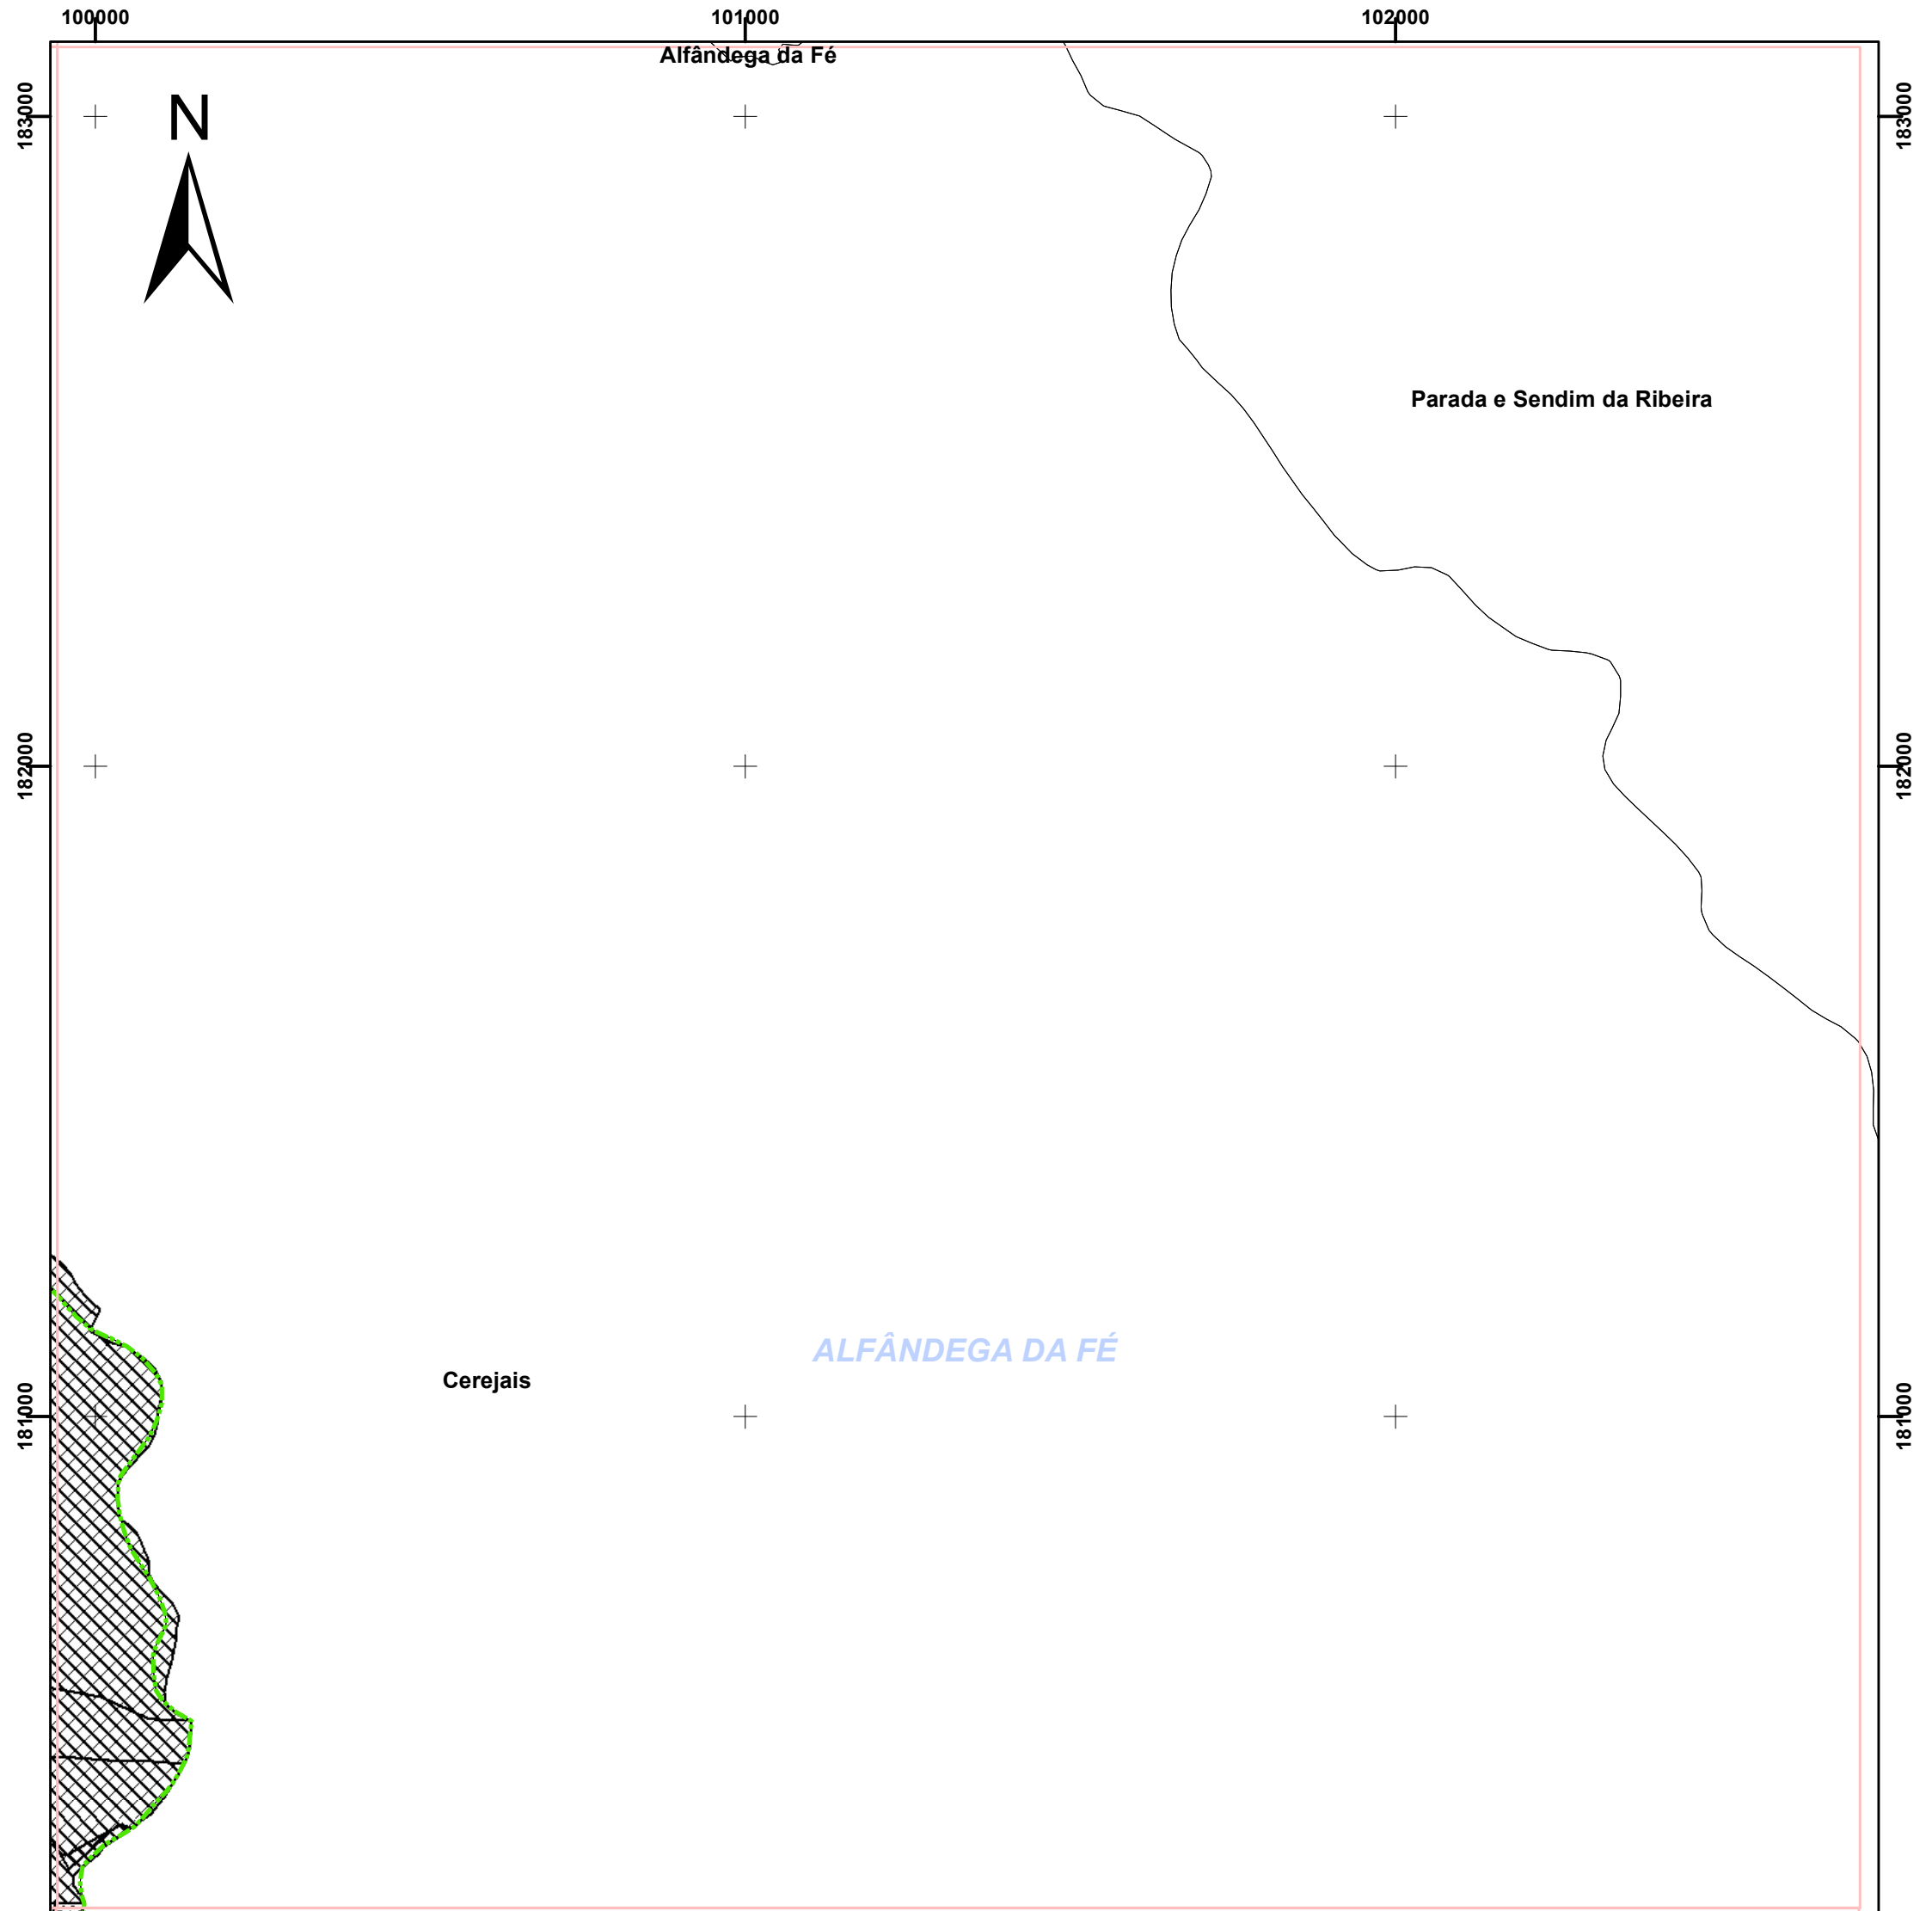 100000 101000 102000
Alfândega da Fé
183000 183000
N
Parada e Sendim da Ribeira
182000 182000
ALFÂNDEGA DA FÉ
Cerejais
181000 181000